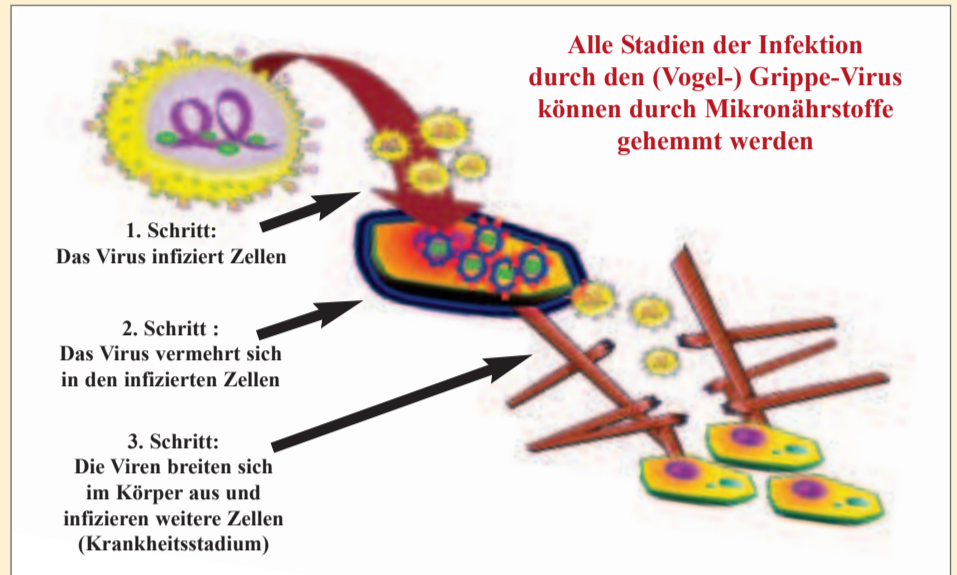 Alle Stadien der Infektion
durch den (Vogel-) Grippe-Virus
können durch Mikronährstoffe
gehemmt werden
1. Schritt:
Das Virus infiziert Zellen
2. Schritt :
Das Virus vermehrt sich
in den infizierten Zellen
3. Schritt:
Die Viren breiten sich
im Körper aus und
infizieren weitere Zellen
(Krankheitsstadium)